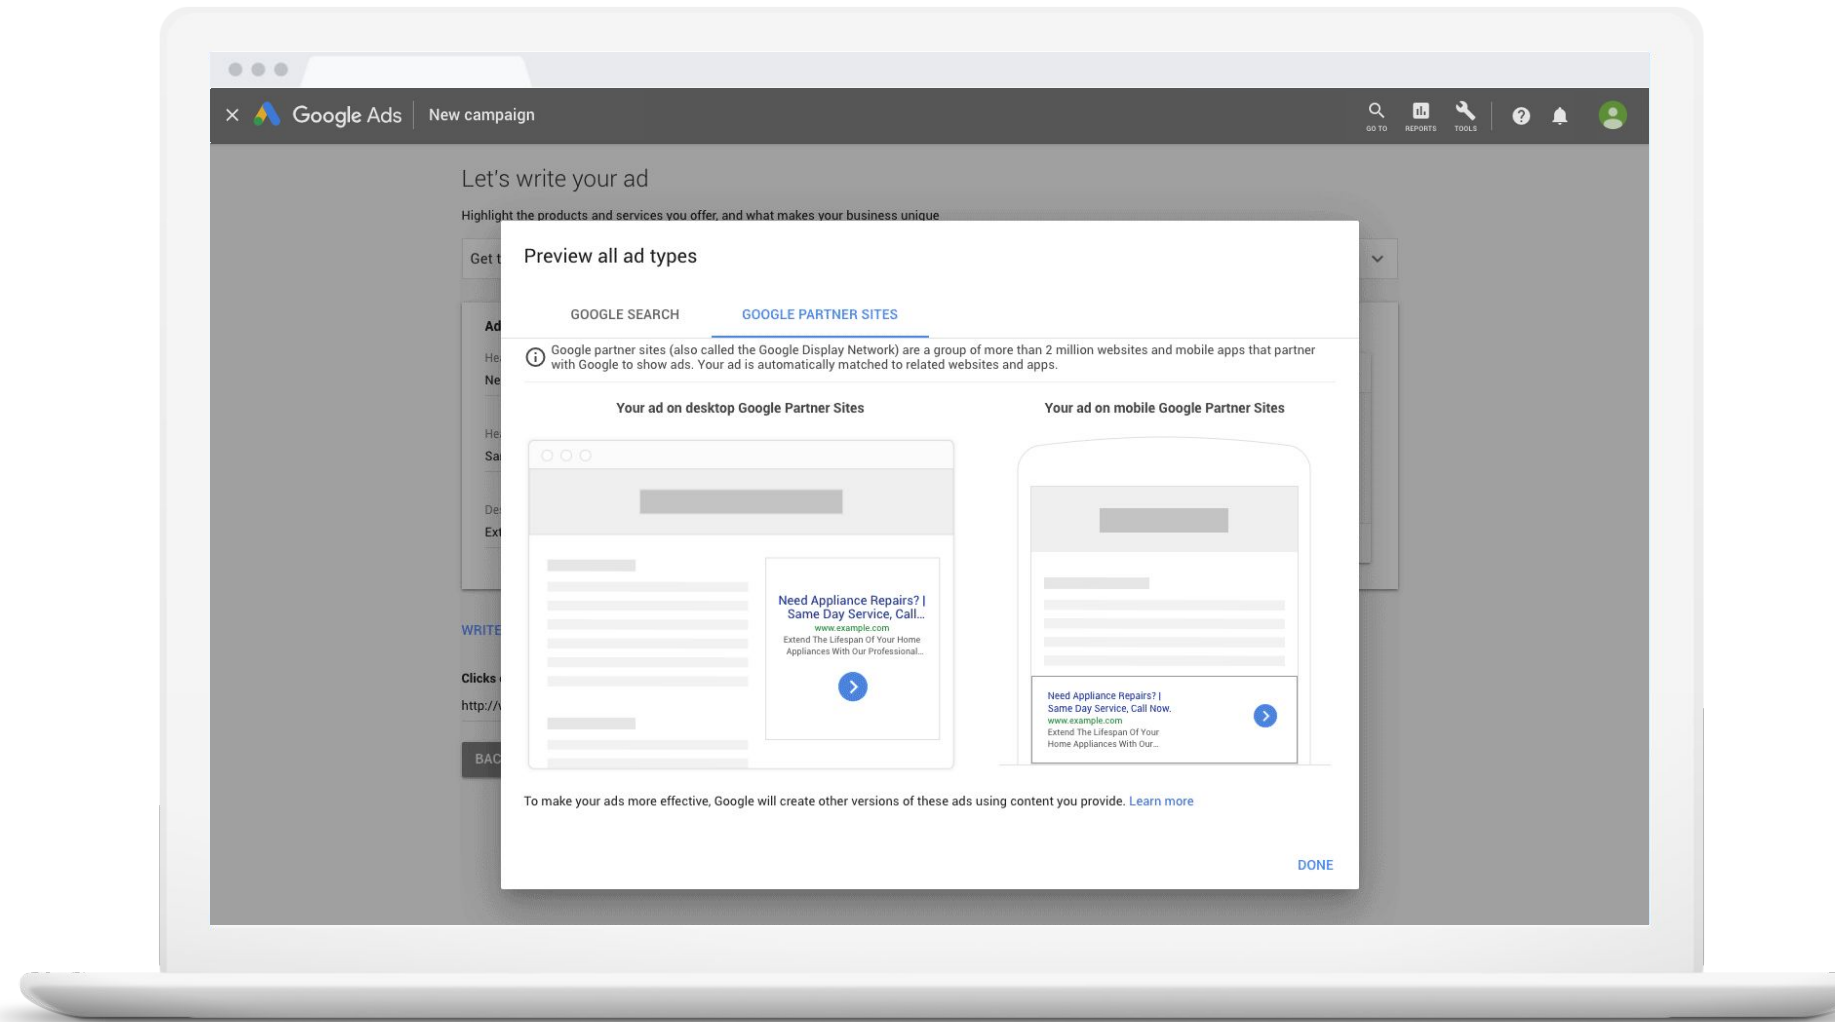 Google Ads
New campaign
GO TO
REPORTS
TOOLS
Let's write your ad
Highlight the products and services you offer, and what makes your business unique
Get t
Preview all ad types
GOOGLE SEARCH
GOOGLE PARTNER SITES
Google partner sites (also called the Google Display Network) are a group of more than 2 million websites and mobile apps that partner
with Google to show ads. Your ad is automatically matched to related websites and apps.
Ad
He
Ne
He
Sa
De
Ext
Your ad on desktop Google Partner Sites
Need Appliance Repairs? |
Same Day Service, Call...
www.example.com
Extend The Lifespan Of Your Home
Appliances With Our Professional...
Your ad on mobile Google Partner Sites
Need Appliance Repairs? |
Same Day Service, Call Now.
www.example.com
Extend The Lifespan Of Your
Home Appliances With Our...
WRITE
Clicks
http://
BAC
To make your ads more effective, Google will create other versions of these ads using content you provide. Learn more
DONE